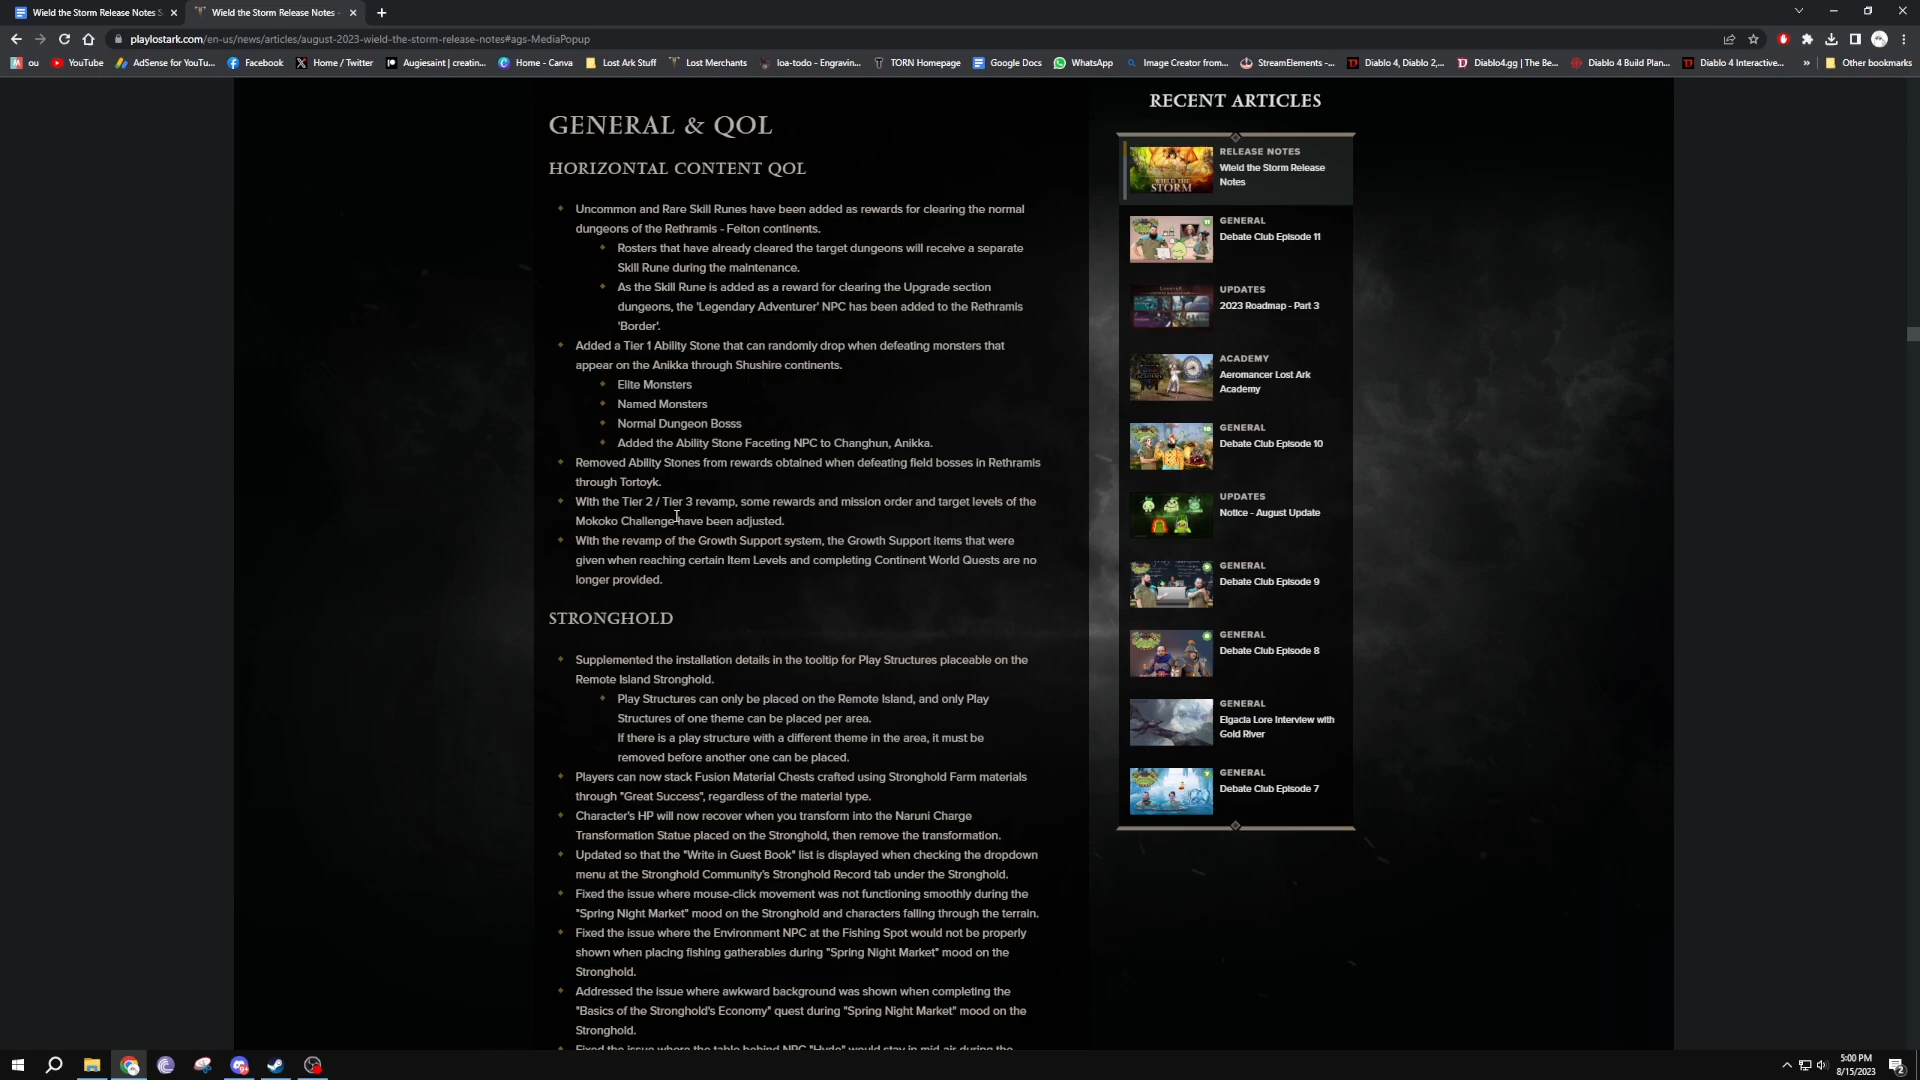 Wield the Storm Release Notes S
Wield the Storm Release Notes -
playlostark.com/en-us/news/articles/august-2023-wield-the-storm-release-notes#ags-MediaPopup
ou
YouTube
AdSense for YouTu...
Facebook
Home / Twitter
Augiesaint | creatin...
Home - Canva
Lost Ark Stuff
Lost Merchants
loa-todo - Engravin...
TORN Homepage
Google Docs
WhatsApp
Image Creator from...
StreamElements -...
Diablo 4, Diablo 2,...
Diablo4.gg | The Be...
Diablo 4 Build Plan...
Diablo 4 Interactive...
»
Other bookmarks
GENERAL & QOL
HORIZONTAL CONTENT QOL
Uncommon and Rare Skill Runes have been added as rewards for clearing the normal
dungeons of the Rethramis - Feiton continents.
Rosters that have already cleared the target dungeons will receive a separate
Skill Rune during the maintenance.
As the Skill Rune is added as a reward for clearing the Upgrade section
dungeons, the 'Legendary Adventurer' NPC has been added to the Rethramis
'Border'.
Added a Tier 1 Ability Stone that can randomly drop when defeating monsters that
appear on the Anikka through Shushire continents.
Elite Monsters
Named Monsters
Normal Dungeon Bosss
Added the Ability Stone Faceting NPC to Changhun, Anikka.
Removed Ability Stones from rewards obtained when defeating field bosses in Rethramis
through Tortoyk.
With the Tier 2 / Tier 3 revamp, some rewards and mission order and target levels of the
Mokoko Challenge have been adjusted.
With the revamp of the Growth Support system, the Growth Support items that were
given when reaching certain Item Levels and completing Continent World Quests are no
longer provided.
STRONGHOLD
Supplemented the installation details in the tooltip for Play Structures placeable on the
Remote Island Stronghold.
Play Structures can only be placed on the Remote Island, and only Play
Structures of one theme can be placed per area.
If there is a play structure with a different theme in the area, it must be
removed before another one can be placed.
Players can now stack Fusion Material Chests crafted using Stronghold Farm materials
through "Great Success", regardless of the material type.
Character's HP will now recover when you transform into the Naruni Charge
Transformation Statue placed on the Stronghold, then remove the transformation.
Updated so that the "Write in Guest Book" list is displayed when checking the dropdown
menu at the Stronghold Community's Stronghold Record tab under the Stronghold.
Fixed the issue where mouse-click movement was not functioning smoothly during the
"Spring Night Market" mood on the Stronghold and characters falling through the terrain.
Fixed the issue where the Environment NPC at the Fishing Spot would not be properly
shown when placing fishing gatherables during "Spring Night Market" mood on the
Stronghold.
Addressed the issue where awkward background was shown when completing the
"Basics of the Stronghold's Economy" quest during "Spring Night Market" mood on the
Stronghold.
Fixed the issue where the table behind NPC "Hyde" would stay in mid-air during the
RECENT ARTICLES
RELEASE NOTES
Wield the Storm Release
Notes
GENERAL
Debate Club Episode 11
UPDATES
2023 Roadmap - Part 3
ACADEMY
Aeromancer Lost Ark
Academy
GENERAL
Debate Club Episode 10
UPDATES
Notice - August Update
GENERAL
Debate Club Episode 9
GENERAL
Debate Club Episode 8
GENERAL
Elgacia Lore Interview with
Gold River
GENERAL
Debate Club Episode 7
5:00 PM
8/15/2023